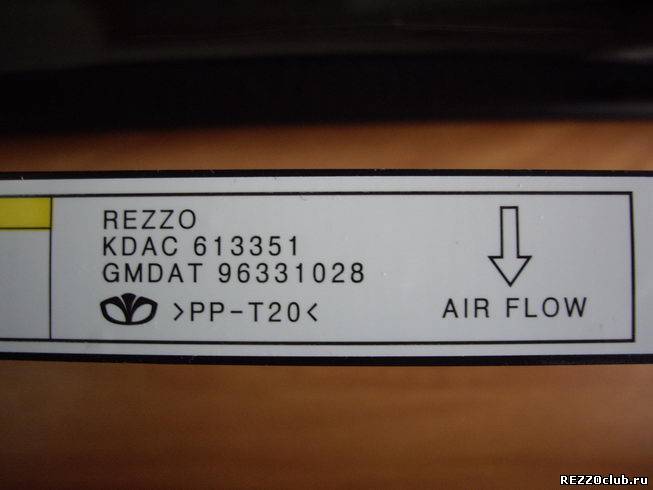 REZZO
KDAC 613351
GMDAT 96331028
>PP-T20<
AIR FLOW
REZZOclub.ru